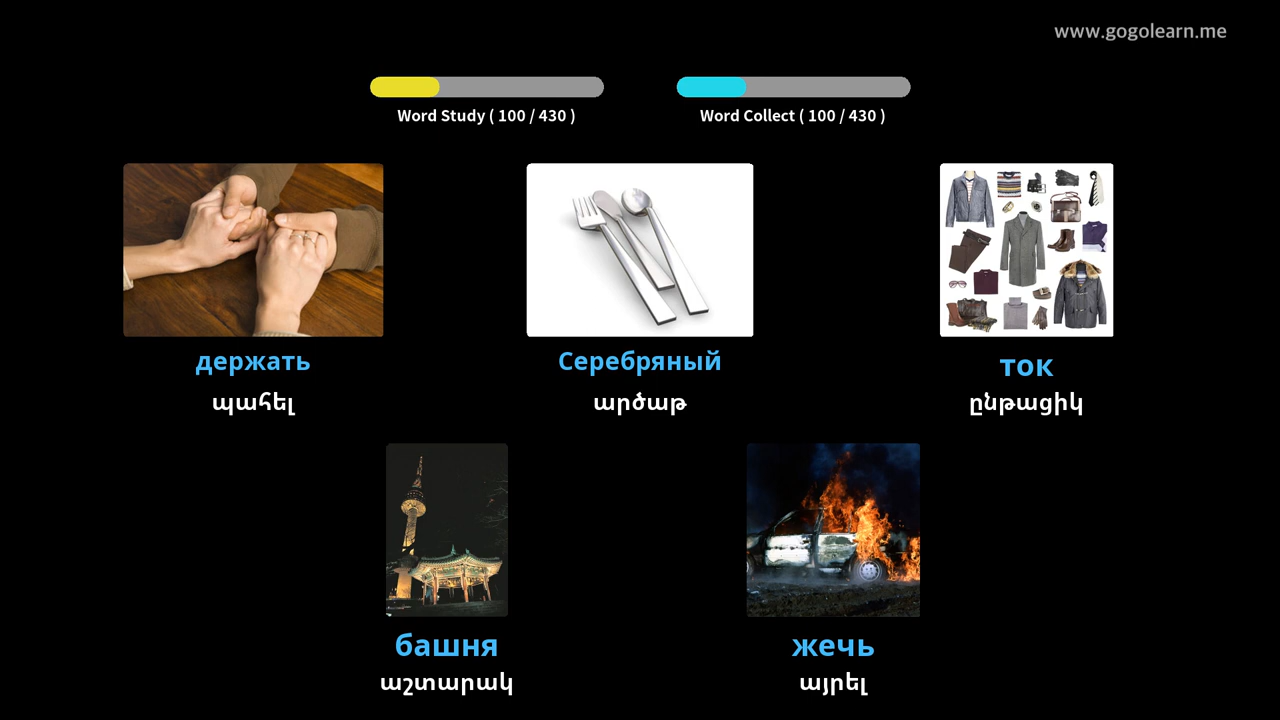 www.gogolearn.me
Word Study ( 100 / 430 )
Word Collect ( 100 / 430 )
держать
պահել
Серебряный
արծաթ
ток
ընթացիկ
башня
աշտարակ
жечь
այրել